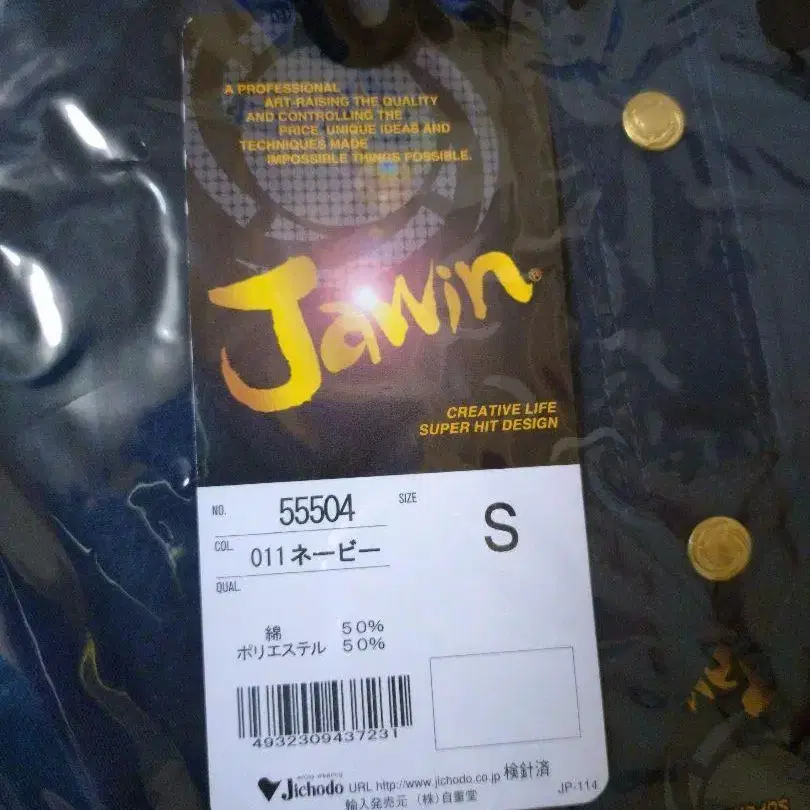 A PROFESSIONAL
ART-RAISING THE QUALITY
AND CONTROLLING THE
PRICE, UNIQUE IDEAS AND
TECHNIQUES MADE
IMPOSSIBLE THINGS POSSIBLE.
Jawin®
CREATIVE LIFE
SUPER HIT DESIGN
NO. 55504
SIZE S
COL. 011ネービー
QUAL.
綿 50%
ポリエステル 50%
4932309437231
Jichodo URL http://www.jichodo.co.jp 検針済
輸入発売元 (株)自重堂
JP-114